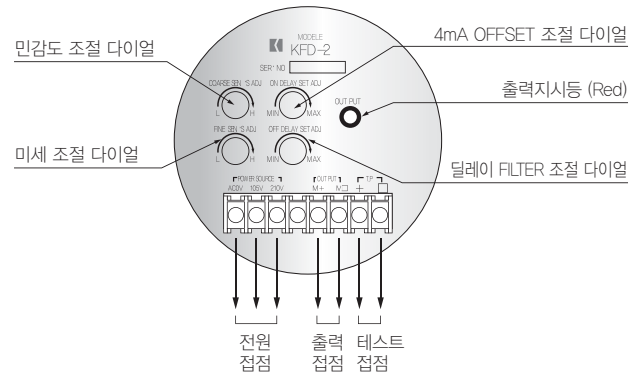 민감도 조절 다이얼
4mA OFFSET 조절 다이얼
출력지시등 (Red)
미세 조절 다이얼
딜레이 FILTER 조절 다이얼
MODELE
KFD-2
SER' NO
COARSE SEN 'S ADJ
ON DELAY SET ADJ
L H
MIN MAX
OUT PUT
FINE SEN 'S ADJ
OFF DELAY SET ADJ
L H
MIN MAX
POWER SOURCE
OUT PUT
T.P
AC0V 105V 210V
M+
+
전원
접점
출력
접점
테스트
접점